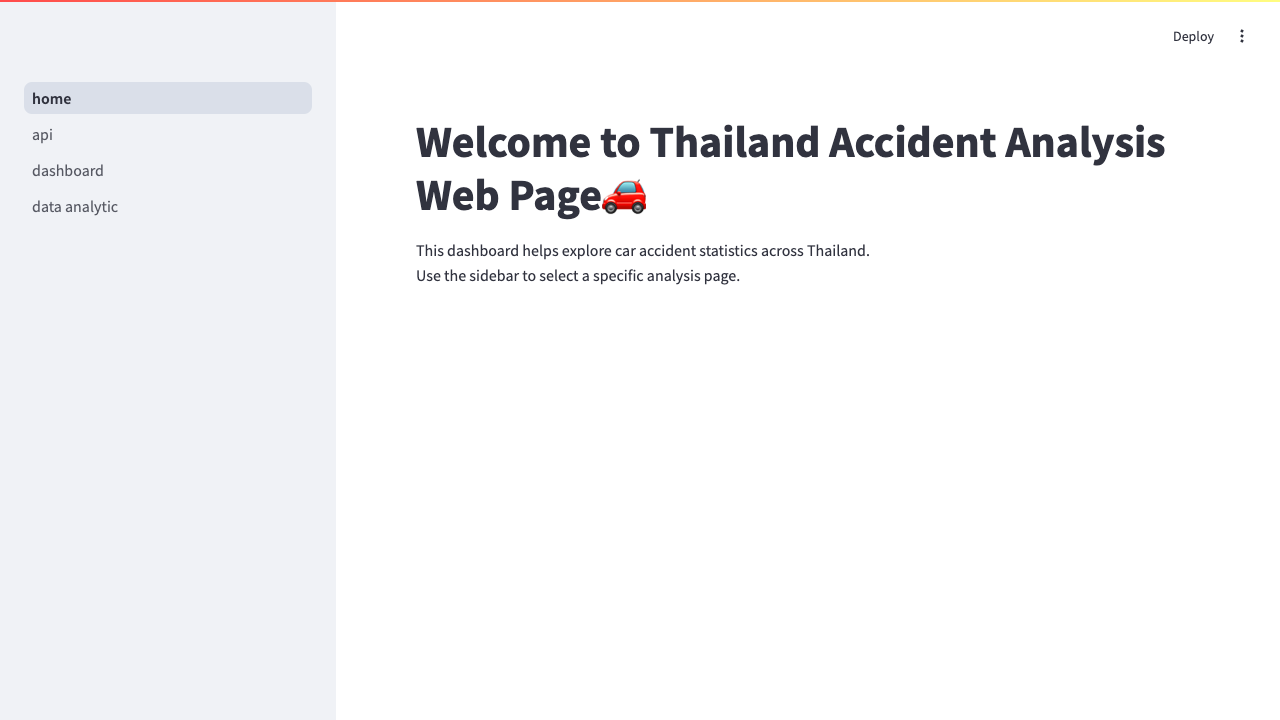 Deploy
home
api
dashboard
data analytic
Welcome to Thailand Accident Analysis
Web Page🚗
This dashboard helps explore car accident statistics across Thailand.
Use the sidebar to select a specific analysis page.